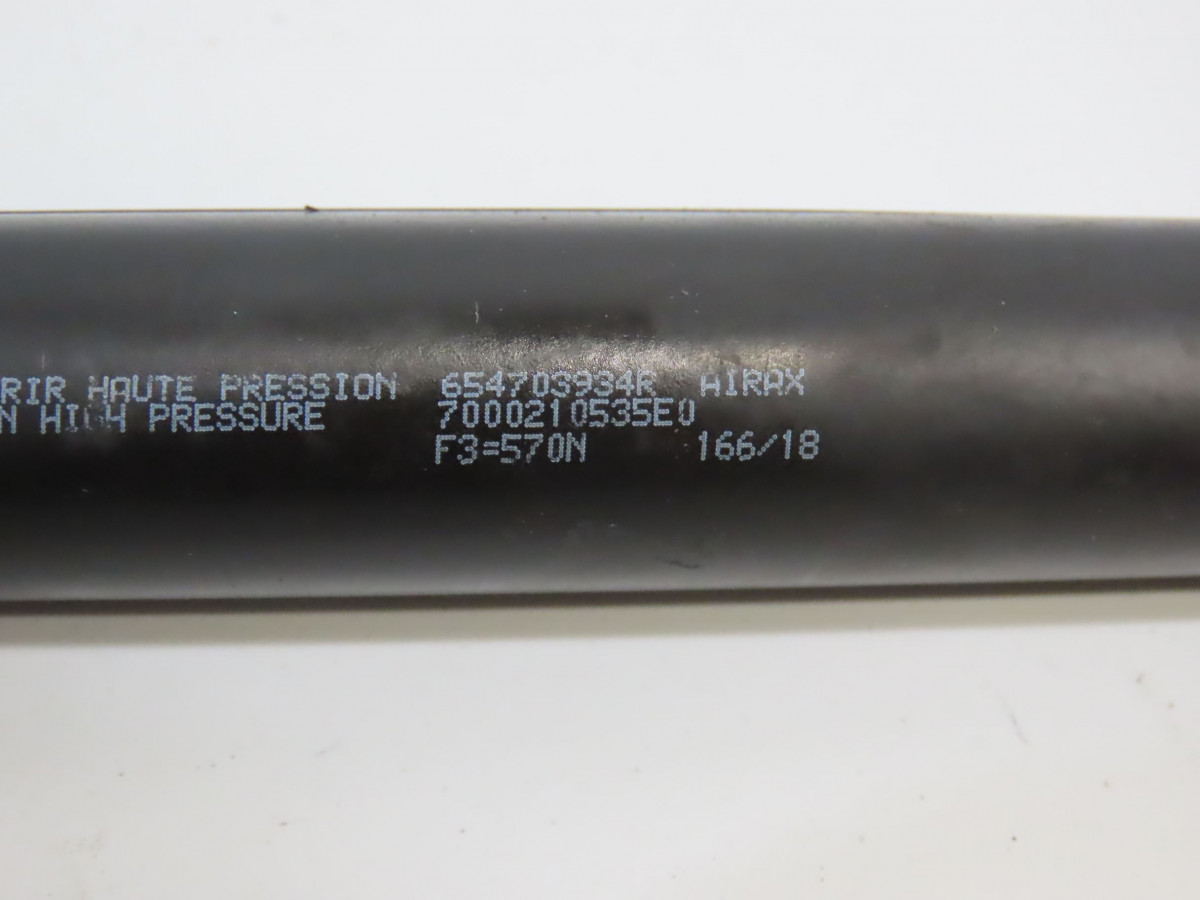 RIR HAUTE PRESSION 654703934R AIRAX
N HIGH PRESSURE 7000210535E0
F3=570N 166/18